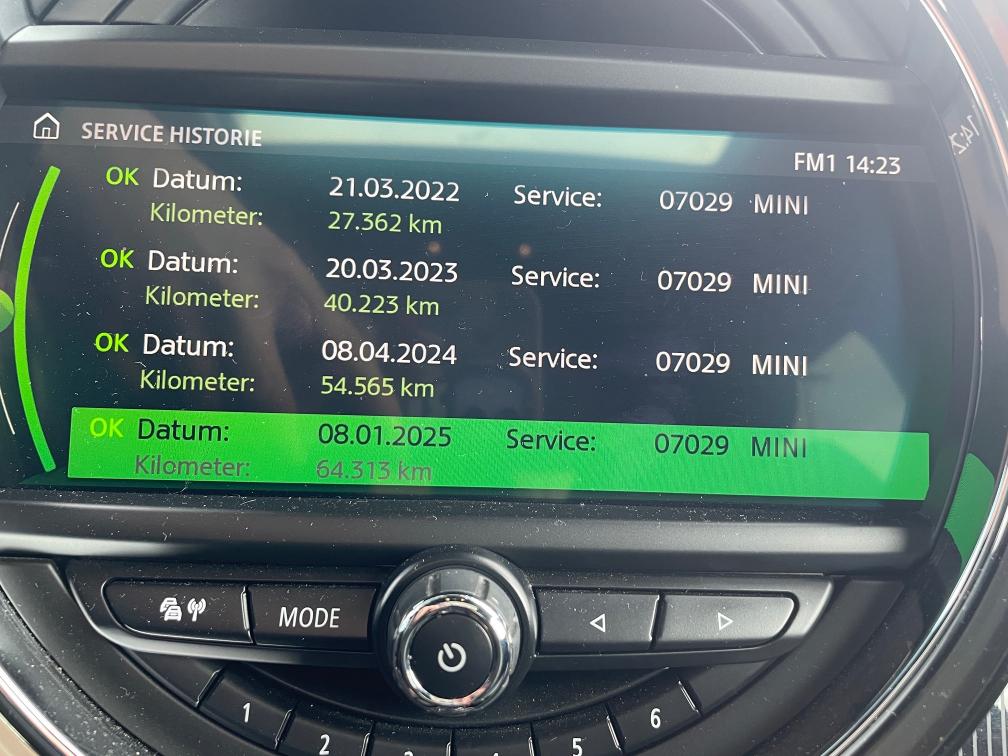 SERVICE HISTORIE
FM1 14:23
OK Datum: 21.03.2022 Service: 07029 MINI
Kilometer: 27.362 km
OK Datum: 20.03.2023 Service: 07029 MINI
Kilometer: 40.223 km
OK Datum: 08.04.2024 Service: 07029 MINI
Kilometer: 54.565 km
OK Datum: 08.01.2025 Service: 07029 MINI
Kilometer: 64.313 km
MODE
1 2 5 6